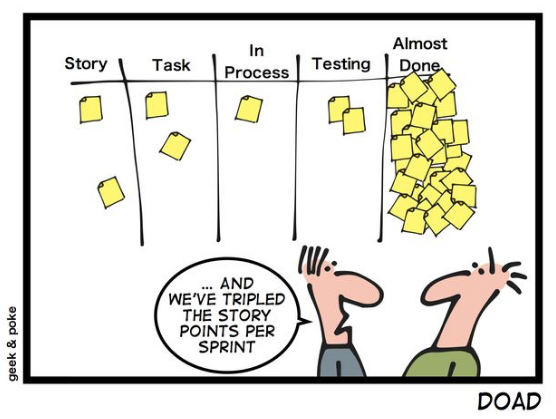 Story
Task
In
Process
Testing
Almost
Done
... AND
WE'VE TRIPLED
THE STORY
POINTS PER
SPRINT
geek & poke
DOAD